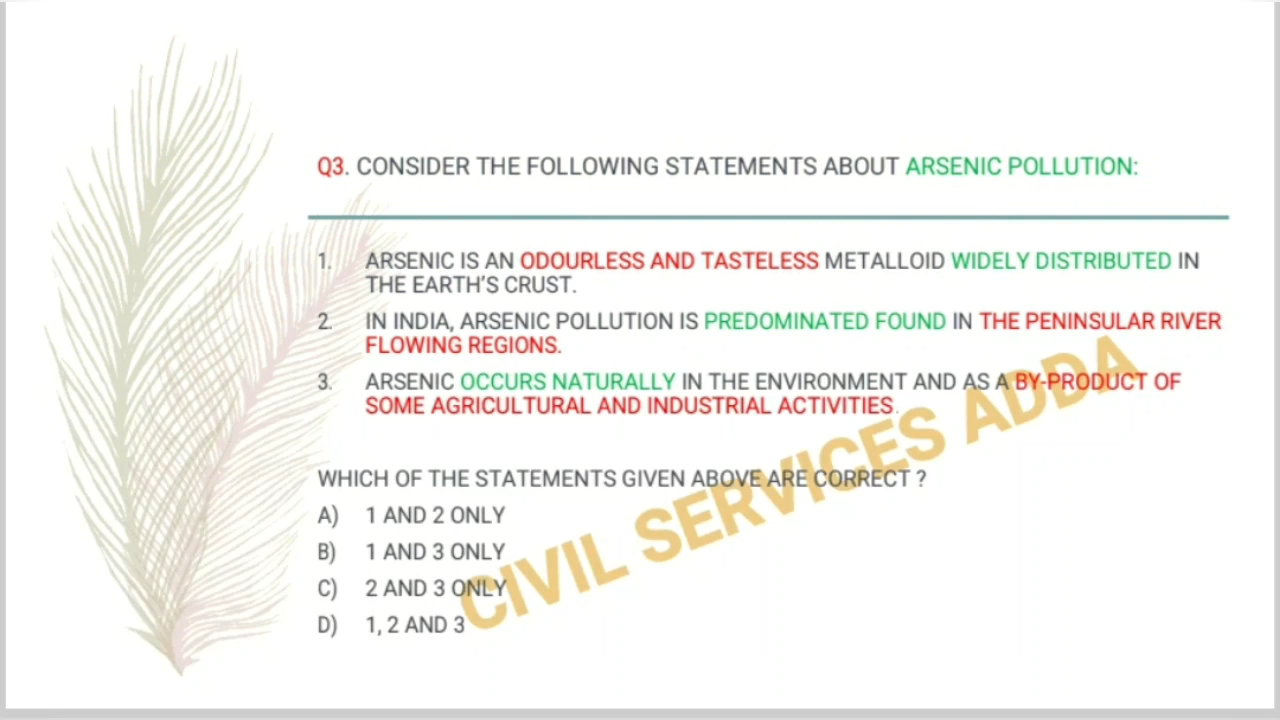 Q3. CONSIDER THE FOLLOWING STATEMENTS ABOUT ARSENIC POLLUTION:
1. ARSENIC IS AN ODOURLESS AND TASTELESS METALLOID WIDELY DISTRIBUTED IN
THE EARTH'S CRUST.
2. IN INDIA, ARSENIC POLLUTION IS PREDOMINATED FOUND IN THE PENINSULAR RIVER
FLOWING REGIONS.
3. ARSENIC OCCURS NATURALLY IN THE ENVIRONMENT AND AS A BY-PRODUCT OF
SOME AGRICULTURAL AND INDUSTRIAL ACTIVITIES.
WHICH OF THE STATEMENTS GIVEN ABOVE ARE CORRECT ?
A) 1 AND 2 ONLY
B) 1 AND 3 ONLY
C) 2 AND 3 ONLY
D) 1, 2 AND 3
CIVIL SERVICES ADDA